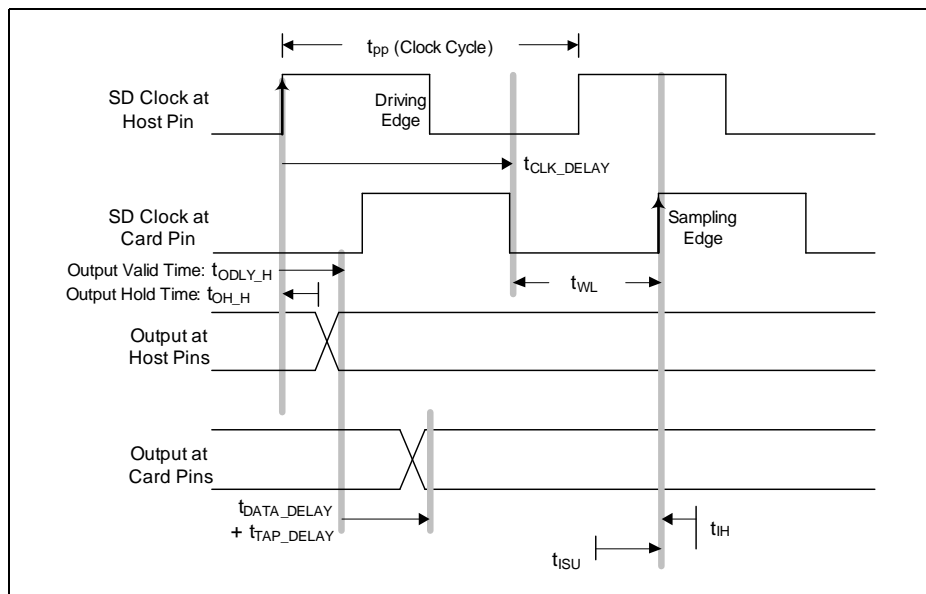 tpp (Clock Cycle)
SD Clock at
Host Pin
Driving
Edge
tCLK_DELAY
SD Clock at
Card Pin
Sampling
Edge
Output Valid Time: tODLY_H
Output Hold Time: tOH_H
tWL
Output at
Host Pins
Output at
Card Pins
tDATA_DELAY
+ tTAP_DELAY
tIH
tISU